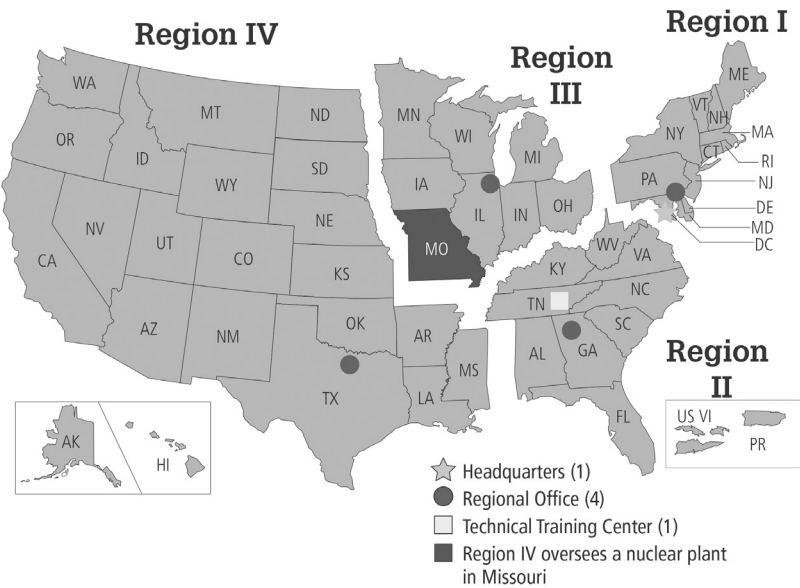 Region IV
Region
III
Region I
WA
OR
CA
NV
ID
MT
WY
UT
AZ
CO
NM
ND
SD
NE
KS
OK
TX
MN
IA
MO
AR
LA
MS
WI
IL
MI
IN
OH
KY
TN
AL
GA
FL
SC
NC
VA
WV
PA
NY
VT
NH
ME
MA
CT
RI
NJ
DE
MD
DC
Region
II
US VI
PR
AK
HI
Headquarters (1)
Regional Office (4)
Technical Training Center (1)
Region IV oversees a nuclear plant
in Missouri